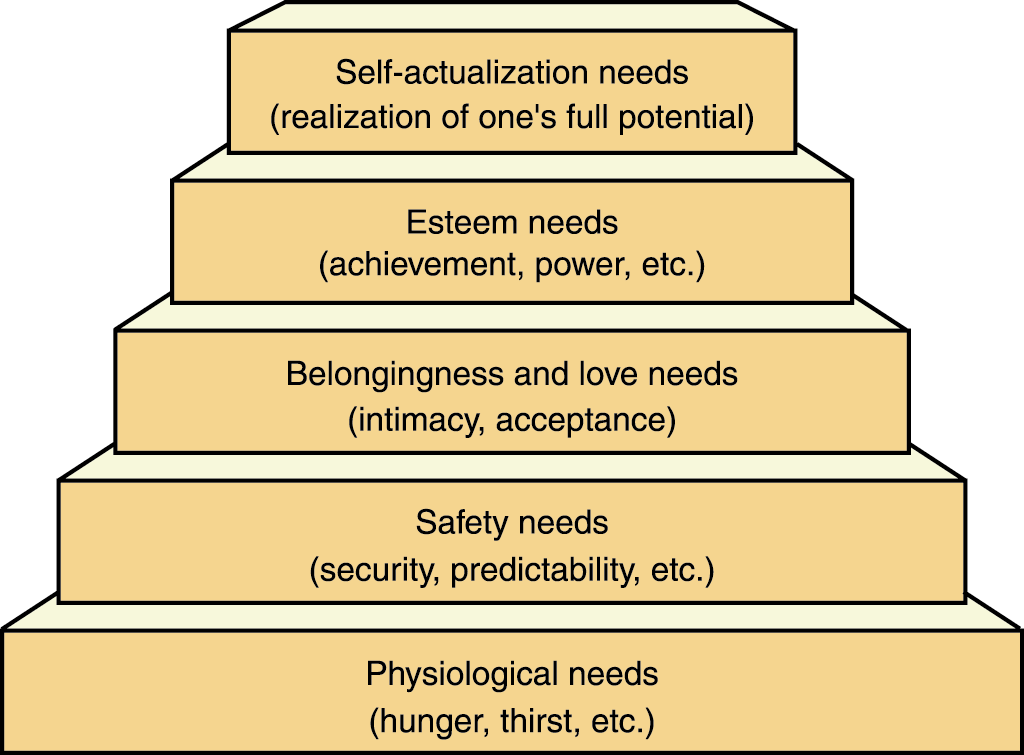 Self-actualization needs
(realization of one's full potential)
Esteem needs
(achievement, power, etc.)
Belongingness and love needs
(intimacy, acceptance)
Safety needs
(security, predictability, etc.)
Physiological needs
(hunger, thirst, etc.)